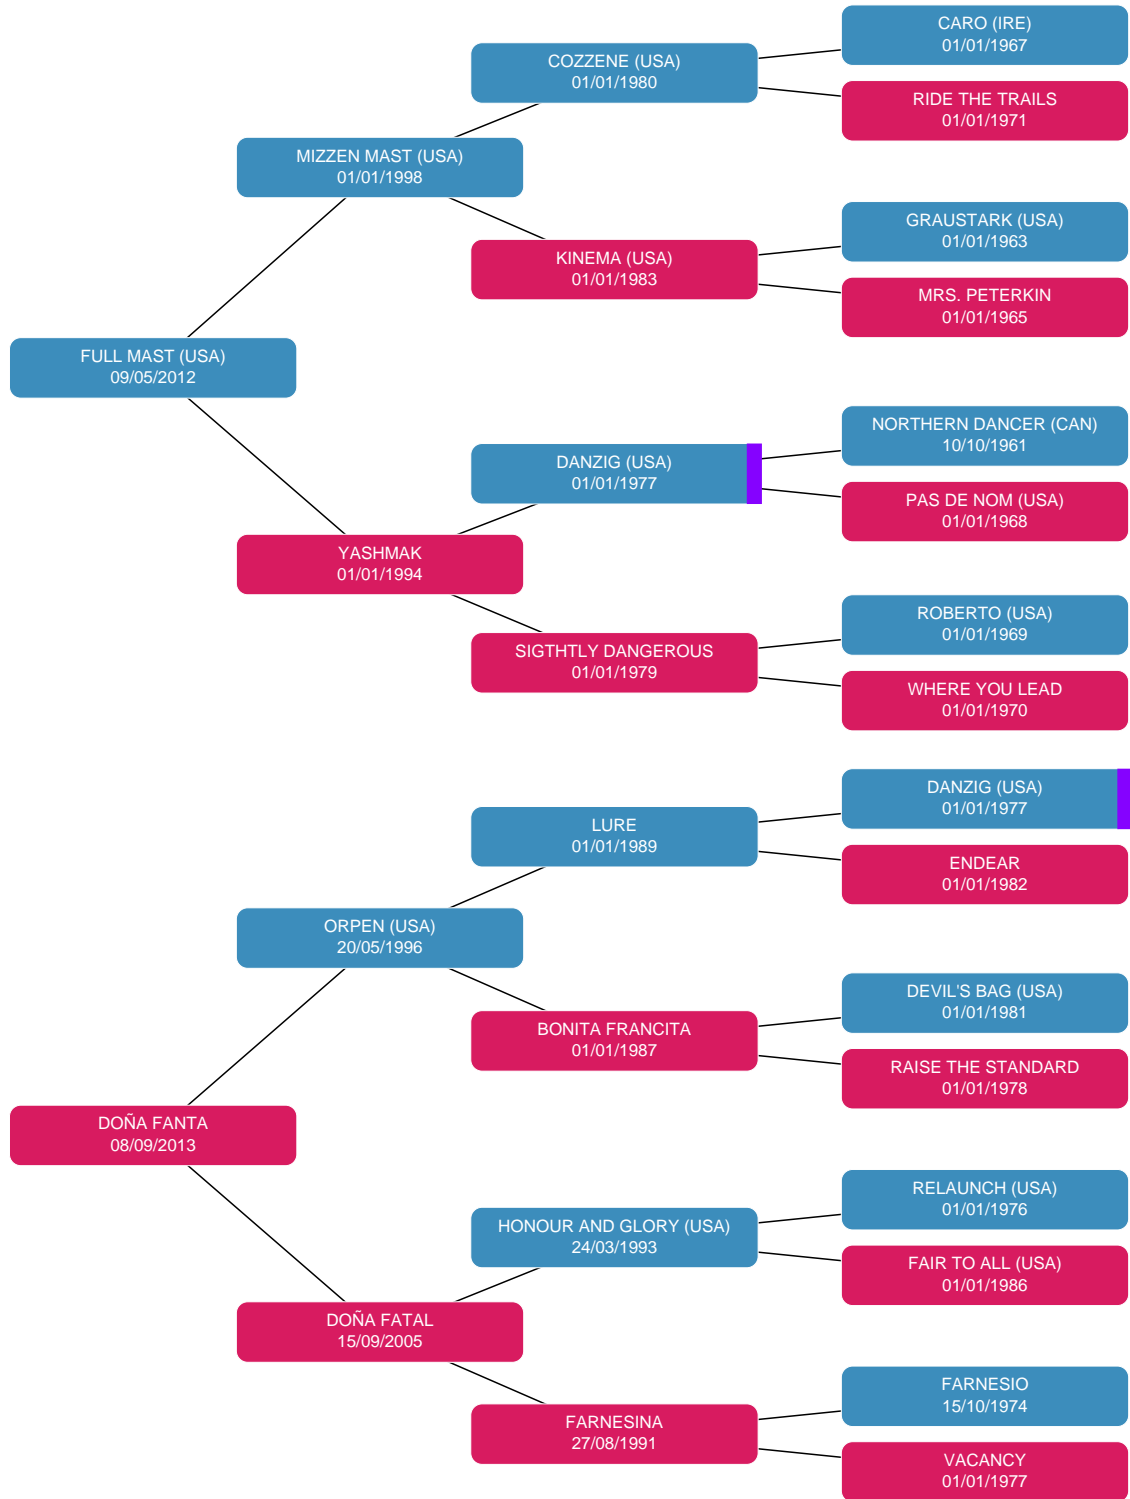 CARO (IRE)
01/01/1967
COZZENE (USA)
01/01/1980
RIDE THE TRAILS
01/01/1971
MIZZEN MAST (USA)
01/01/1998
GRAUSTARK (USA)
01/01/1963
KINEMA (USA)
01/01/1983
MRS. PETERKIN
01/01/1965
FULL MAST (USA)
09/05/2012
NORTHERN DANCER (CAN)
10/10/1961
DANZIG (USA)
01/01/1977
PAS DE NOM (USA)
01/01/1968
YASHMAK
01/01/1994
ROBERTO (USA)
01/01/1969
SIGTHTLY DANGEROUS
01/01/1979
WHERE YOU LEAD
01/01/1970
DANZIG (USA)
01/01/1977
LURE
01/01/1989
ENDEAR
01/01/1982
ORPEN (USA)
20/05/1996
DEVIL'S BAG (USA)
01/01/1981
BONITA FRANCITA
01/01/1987
RAISE THE STANDARD
01/01/1978
DOÑA FANTA
08/09/2013
RELAUNCH (USA)
01/01/1976
HONOUR AND GLORY (USA)
24/03/1993
FAIR TO ALL (USA)
01/01/1986
DOÑA FATAL
15/09/2005
FARNESIO
15/10/1974
FARNESINA
27/08/1991
VACANCY
01/01/1977